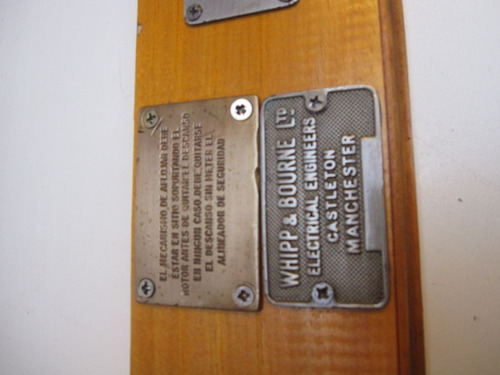 EL MECANISMO DE AFLOJAR DEBE
ESTAR EN SITIO SOPORTANDO EL
MOTOR ANTES DE QUITAR EL DESCANSO
EN NINGUN CASO DEBE QUITARSE
EL DESCANSO SIN METER EL
ALINEADOR DE SEGURIDAD
WHIPP & BOURNE LTD
ELECTRICAL ENGINEERS
CASTLETON
MANCHESTER